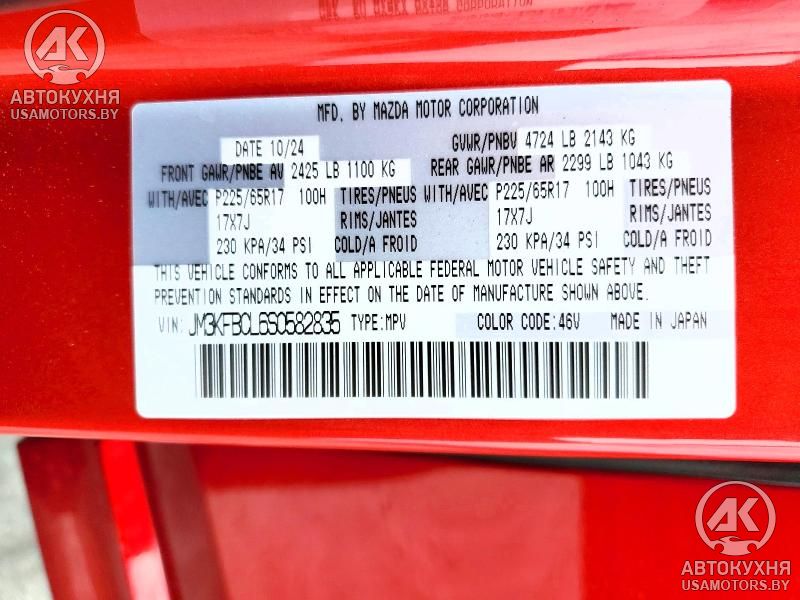 AK
АВТОКУХНЯ
USAMOTORS.BY
MFD. BY MAZDA MOTOR CORPORATION
DATE 10/24 GVWR/PNBV 4724 LB 2143 KG
FRONT GAWR/PNBE AV 2425 LB 1100 KG REAR GAWR/PNBE AR 2299 LB 1043 KG
WITH/AVEC P225/65R17 100H TIRES/PNEUS WITH/AVEC P225/65R17 100H TIRES/PNEUS
17X7J RIMS/JANTES 17X7J RIMS/JANTES
230 KPA/34 PSI COLD/A FROID 230 KPA/34 PSI COLD/A FROID
THIS VEHICLE CONFORMS TO ALL APPLICABLE FEDERAL MOTOR VEHICLE SAFETY AND THEFT
PREVENTION STANDARDS IN EFFECT ON THE DATE OF MANUFACTURE SHOWN ABOVE.
VIN: JM3KFBCL6S0582835 TYPE:MPV COLOR CODE:46V MADE IN JAPAN
AK
АВТОКУХНЯ
USAMOTORS.BY